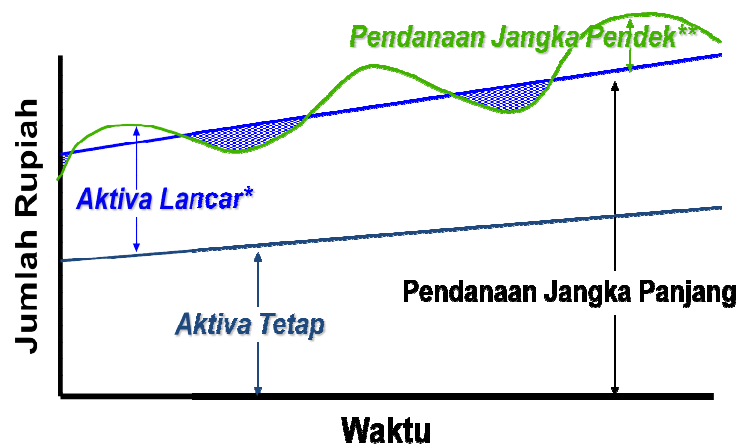 Pendanaan Jangka Pendek**
Jumlah Rupiah
Aktiva Lancar*
Pendanaan Jangka Panjang
Aktiva Tetap
Waktu